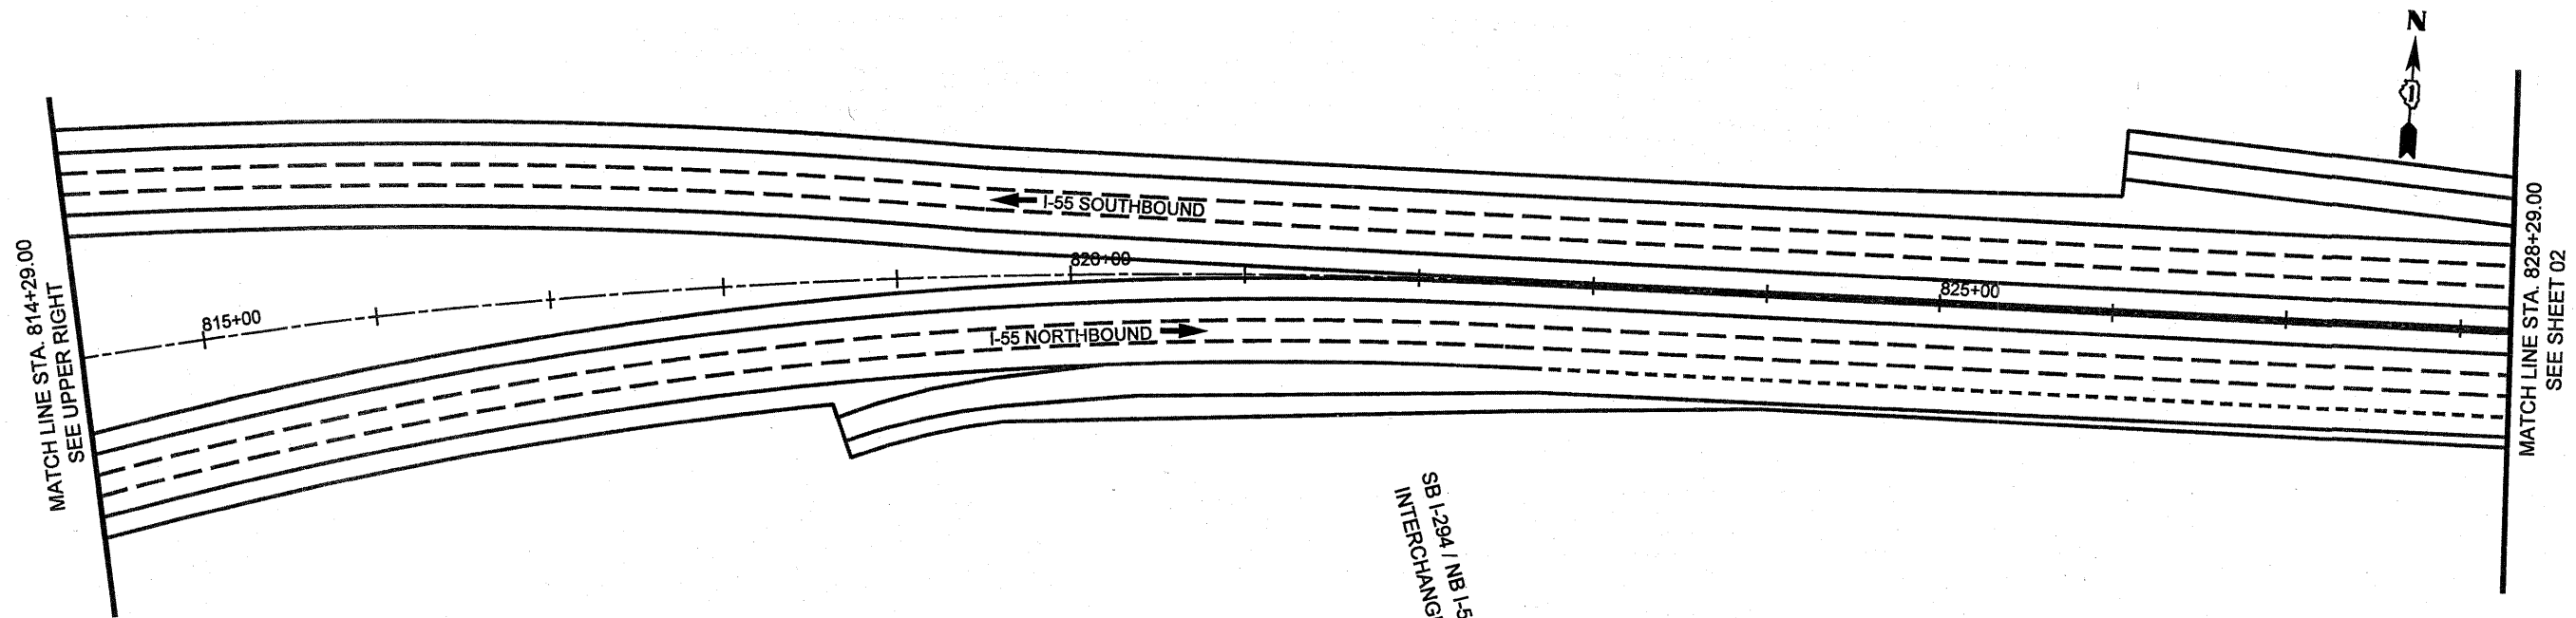 N
I-55 SOUTHBOUND
820+00
825+00
815+00
I-55 NORTHBOUND
MATCH LINE STA. 814+29.00
SEE UPPER RIGHT
MATCH LINE STA. 828+29.00
SEE SHEET 02
SB I-294 / NB I-5
INTERCHANG